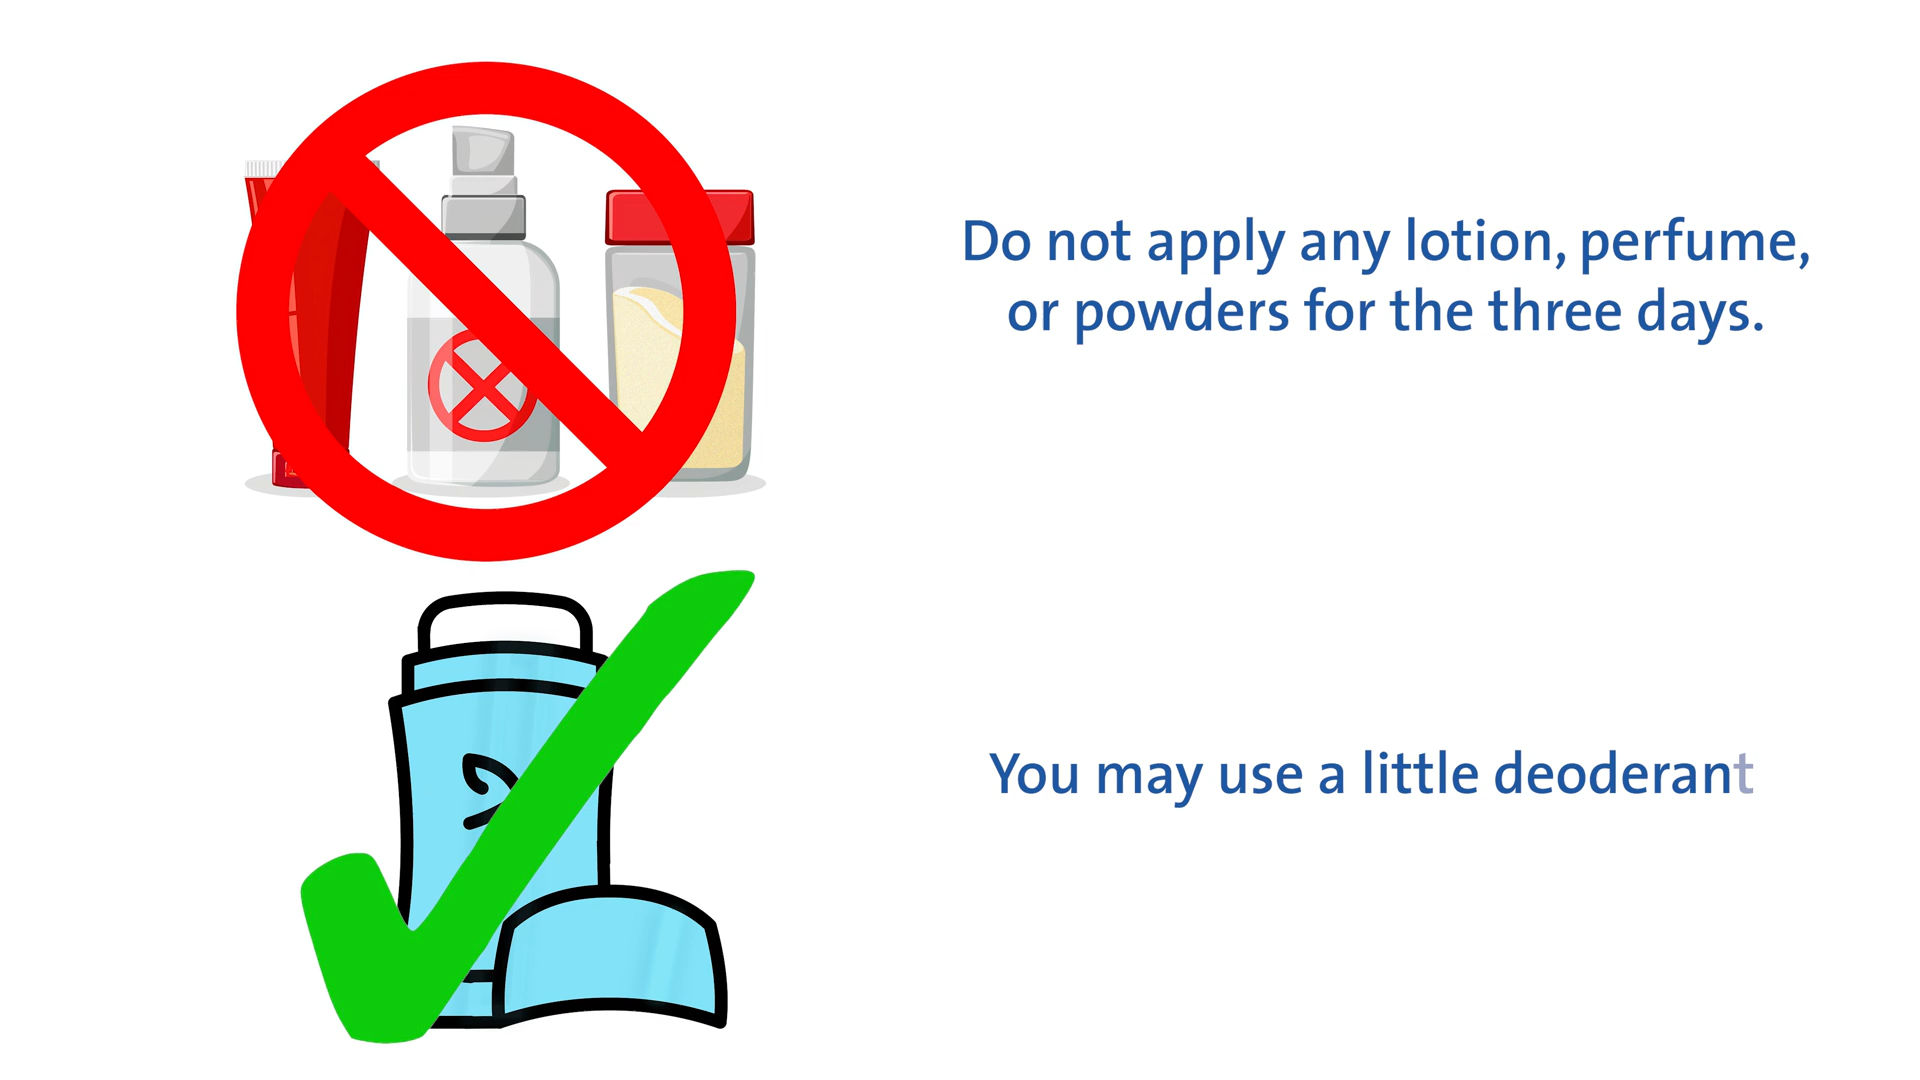 Do not apply any lotion, perfume,
or powders for the three days.
You may use a little deoderant